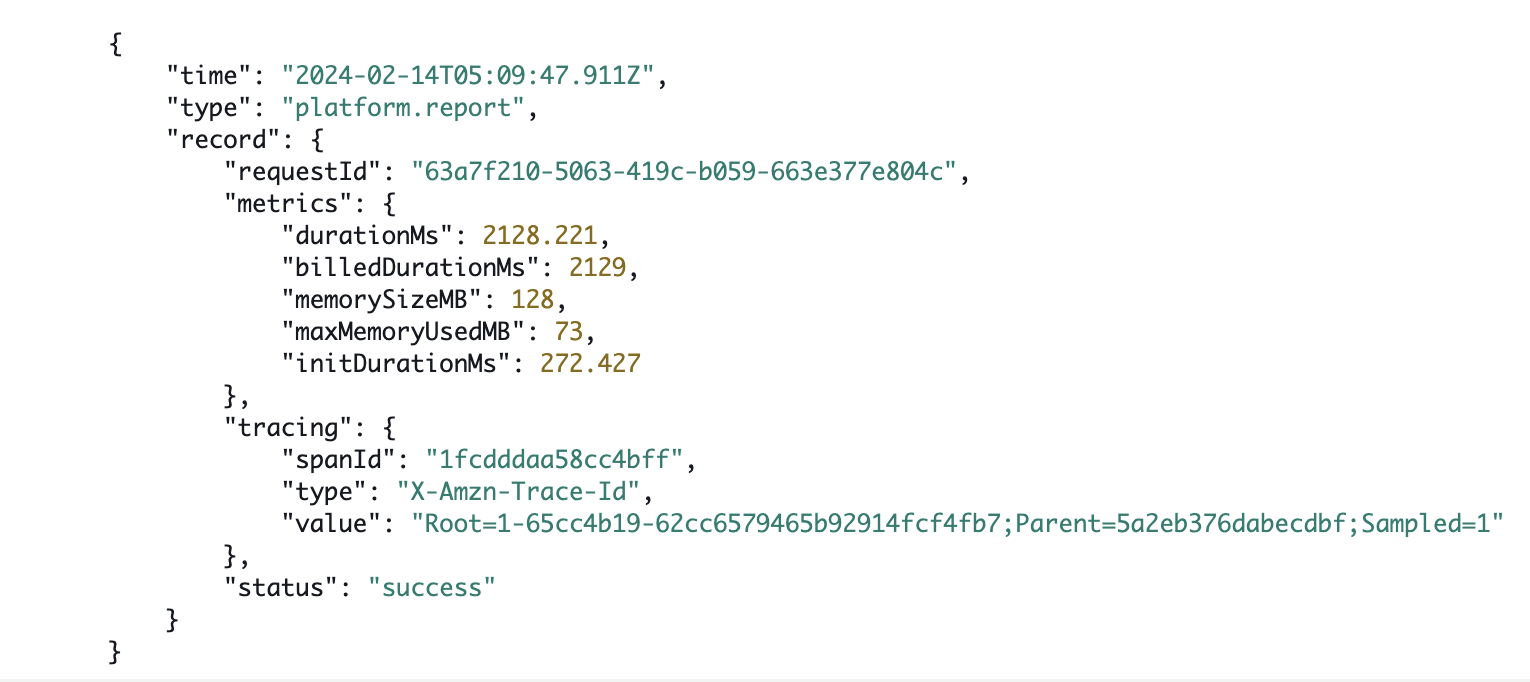 {
"time": "2024-02-14T05:09:47.911Z",
"type": "platform.report",
"record": {
"requestId": "63a7f210-5063-419c-b059-663e377e804c",
"metrics": {
"durationMs": 2128.221,
"billedDurationMs": 2129,
"memorySizeMB": 128,
"maxMemoryUsedMB": 73,
"initDurationMs": 272.427
},
"tracing": {
"spanId": "1fcdddaa58cc4bff",
"type": "X-Amzn-Trace-Id",
"value": "Root=1-65cc4b19-62cc6579465b92914fcf4fb7;Parent=5a2eb376dabecdbf;Sampled=1"
},
"status": "success"
}
}